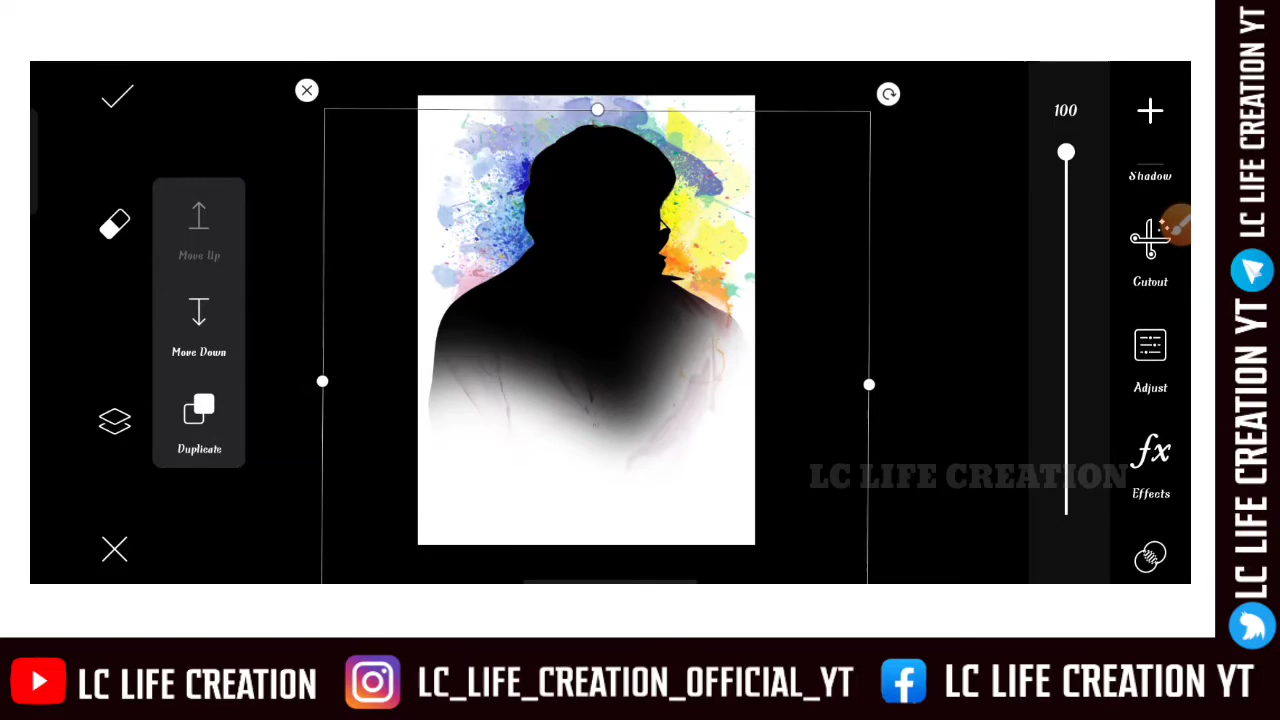 100
Shadow
Cutout
Adjust
fx
Effects
Move Up
Move Down
Duplicate
LC LIFE CREATION
LC LIFE CREATION YT
LC LIFE CREATION YT
LC LIFE CREATION
LC_LIFE_CREATION_OFFICIAL_YT
LC LIFE CREATION YT